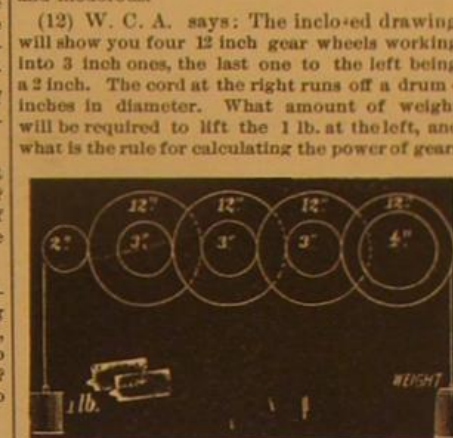 (12) W. C. A. says: The inclosed drawing
will show you four 12 inch gear wheels working
into 3 inch ones, the last one to the left being
a 2 inch. The cord at the right runs off a drum
inches in diameter. What amount of weigh
will be required to lift the 1 lb. at the left, and
what is the rule for calculating the power of gear
12" 12" 12" 12"
2" 3" 3" 3" 4"
WEIGHT
1 lb.